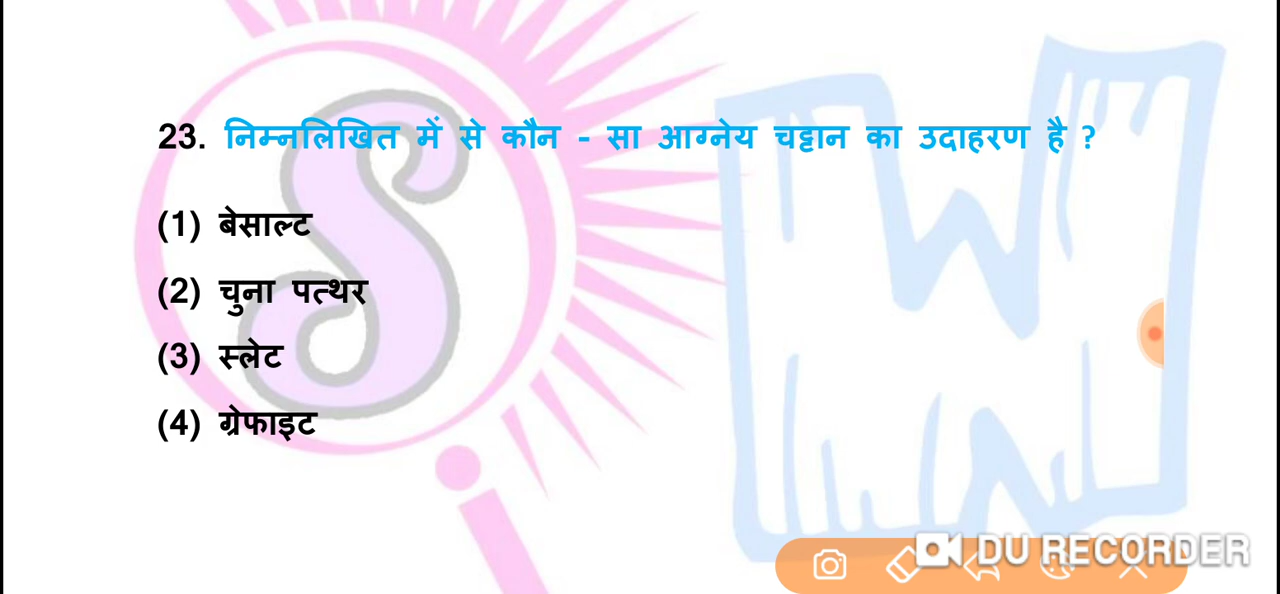 23. निम्नलिखित में से कौन - सा आग्नेय चट्टान का उदाहरण है ?
(1) बेसाल्ट
(2) चुना पत्थर
(3) स्लेट
(4) ग्रेफाइट
DU RECORDER